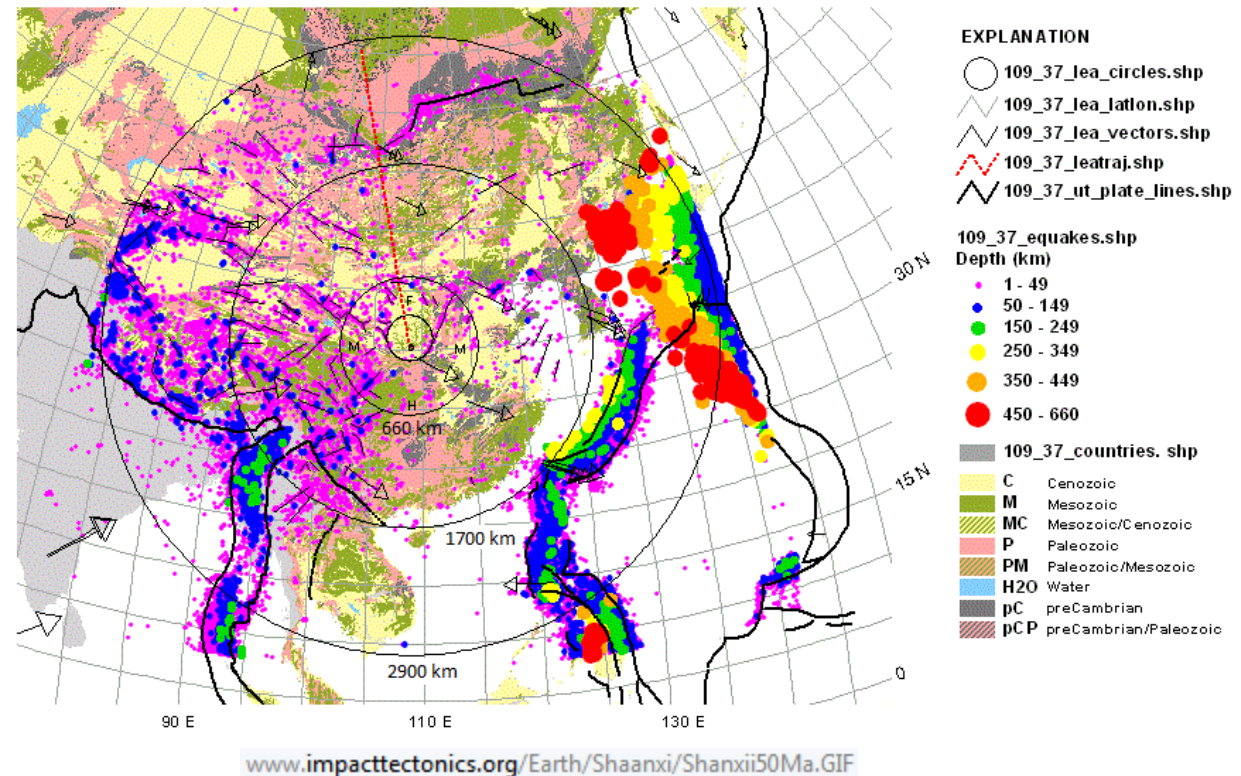 F
M
M
H
660 km
1700 km
2900 km
30 N
15 N
0
90 E
110 E
130 E
EXPLANATION
109_37_lea_circles.shp
109_37_lea_latlon.shp
109_37_lea_vectors.shp
109_37_leatraj.shp
109_37_ut_plate_lines.shp
109_37_equakes.shp
Depth (km)
1 - 49
50 - 149
150 - 249
250 - 349
350 - 449
450 - 660
109_37_countries. shp
C Cenozoic
M Mesozoic
MC Mesozoic/Cenozoic
P Paleozoic
PM Paleozoic/Mesozoic
H2O Water
pC preCambrian
pCP preCambrian/Paleozoic
www.impacttectonics.org/Earth/Shaanxi/Shanxii50Ma.GIF